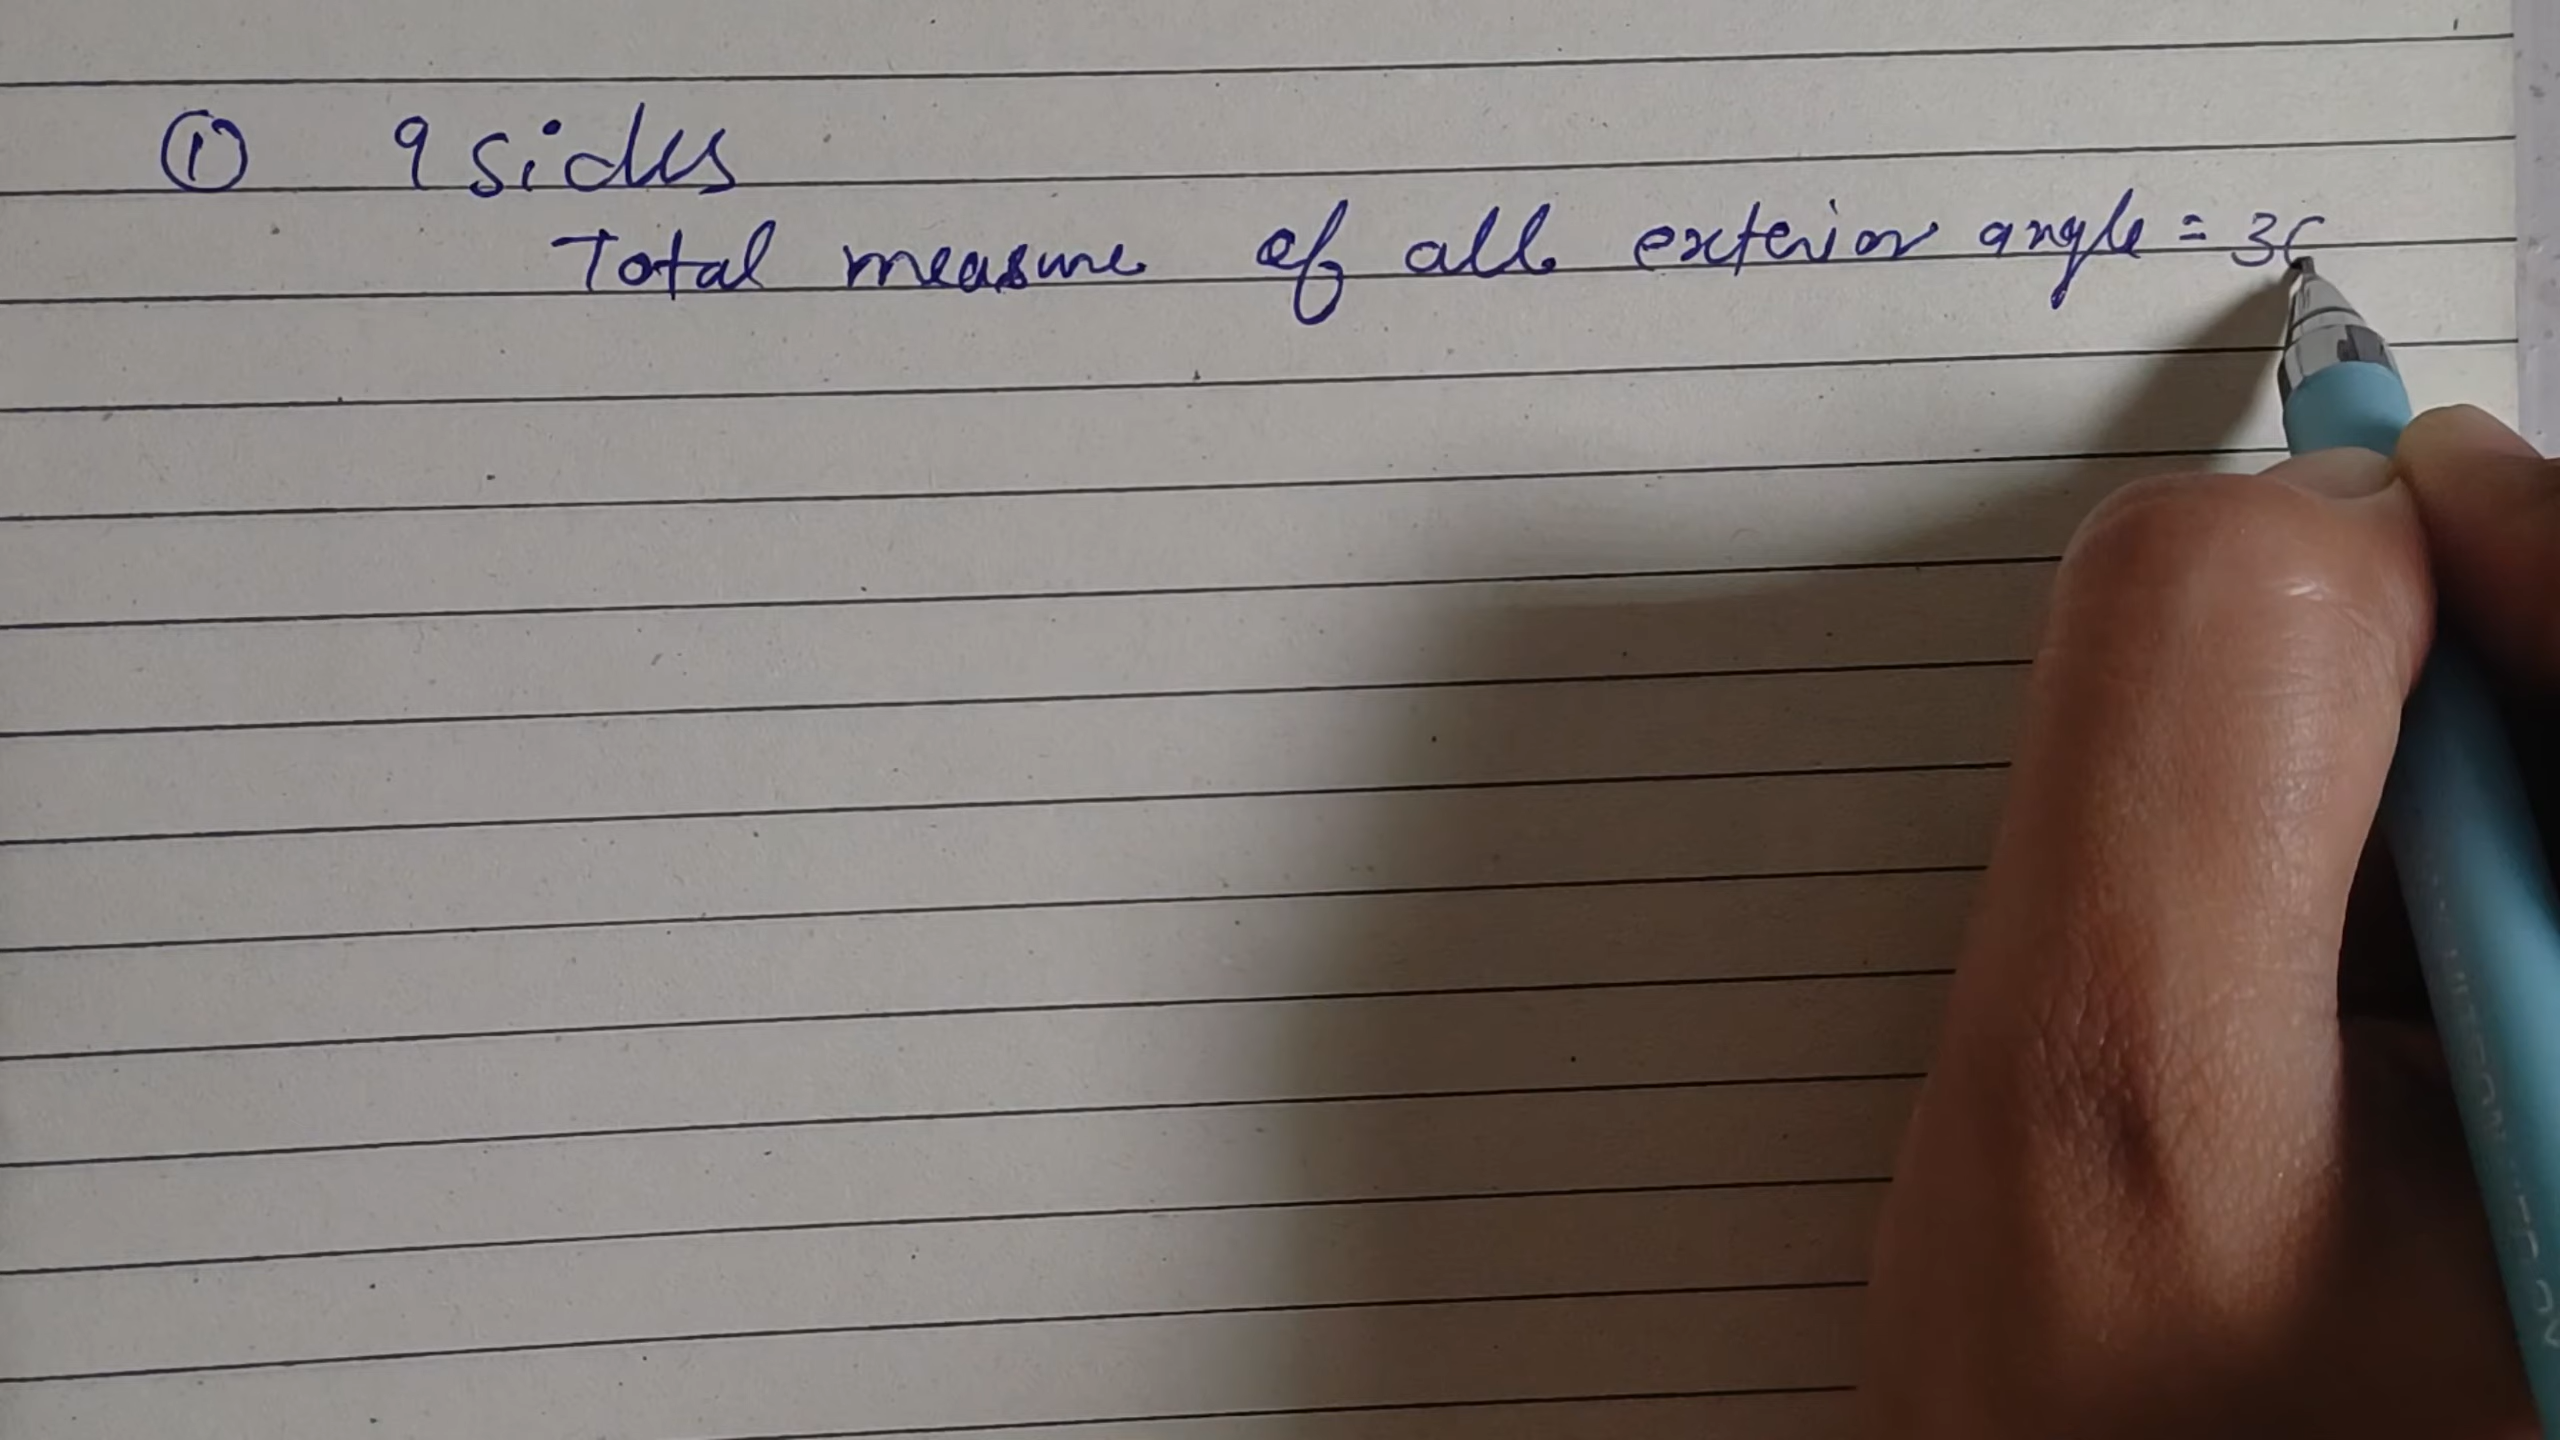 ① 9 sides
Total measure of all exterior angle = 36